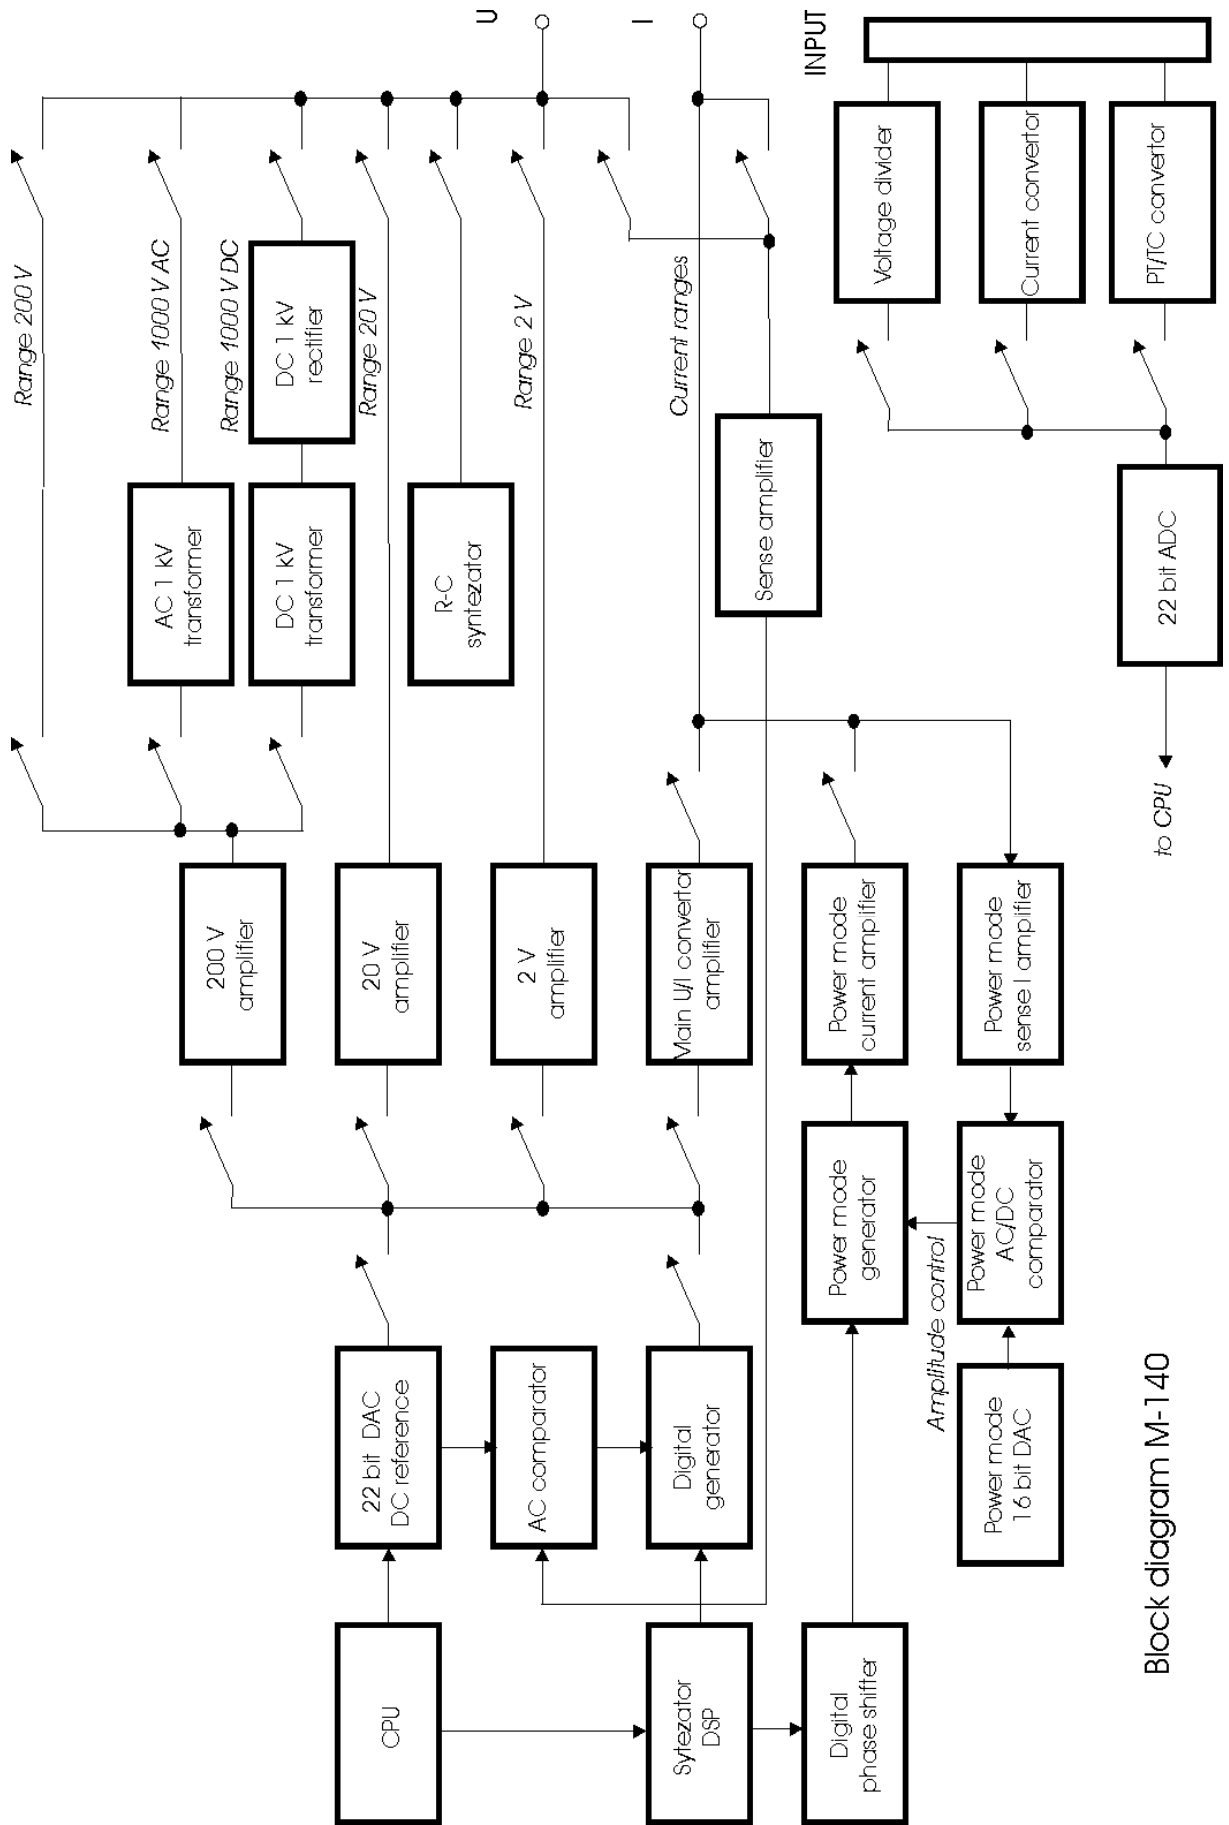 U
I
INPUT
Range 200 V
Range 1000 V AC
Range 1000 V DC
Range 20 V
Range 2 V
Current ranges
DC 1 kV
rectifier
AC 1 kV
transformer
DC 1 kV
transformer
R-C
syntezator
Sense amplifier
Voltage divider
Current convertor
PT/TC convertor
22 bit ADC
to CPU
200 V
amplifier
20 V
amplifier
2 V
amplifier
Main U/I convertor
amplifier
Power mode
current amplifier
Power mode
sense I amplifier
22 bit DAC
DC reference
AC comparator
Digital
generator
Power mode
generator
Power mode
AC/DC
comparator
Amplitude control
Power mode
16 bit DAC
CPU
Sytezator
DSP
Digital
phase shifter
Block diagram M-140